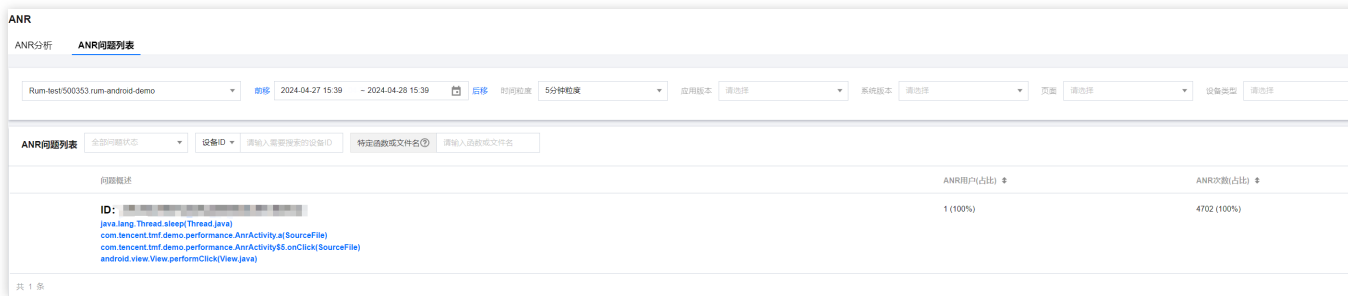 ANR
ANR分析 ANR问题列表
Rum-test/500353.rum-android-demo 前移 2024-04-27 15:39 ~ 2024-04-28 15:39 后移 时间粒度 5分钟粒度 应用版本 请选择 系统版本 请选择 页面 请选择 设备类型 请选择
ANR问题列表 全部问题状态 设备ID 请输入需要搜索的设备ID 特定函数或文件名 请输入函数或文件名
问题概述 ANR用户(占比) ANR次数(占比)
ID: 1 (100%) 4702 (100%)
java.lang.Thread.sleep(Thread.java)
com.tencent.tmf.demo.performance.AnrActivity.a(SourceFile)
com.tencent.tmf.demo.performance.AnrActivity$5.onClick(SourceFile)
android.view.View.performClick(View.java)
共 1 条